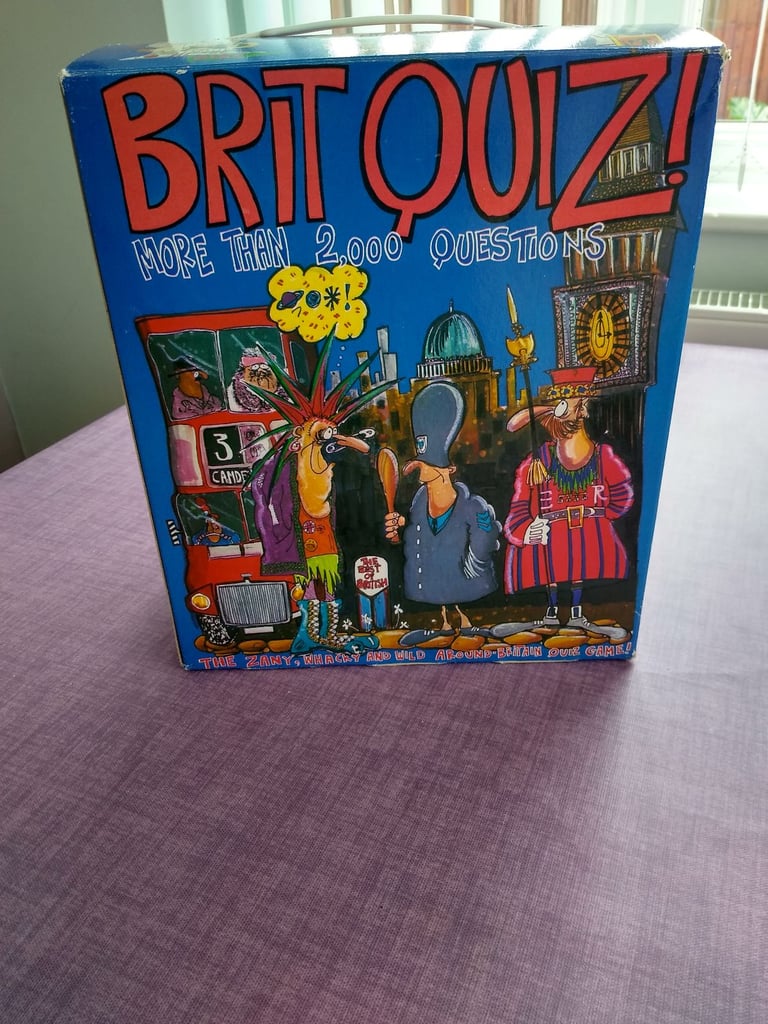 BRIT QUIZ!
MORE THAN 2,000 QUESTIONS
*!
3
CAMDE
THE
BEST
OF
BRITISH
E R
THE ZANY, WHACKY AND WILD AROUND-BRITAIN QUIZ GAME!